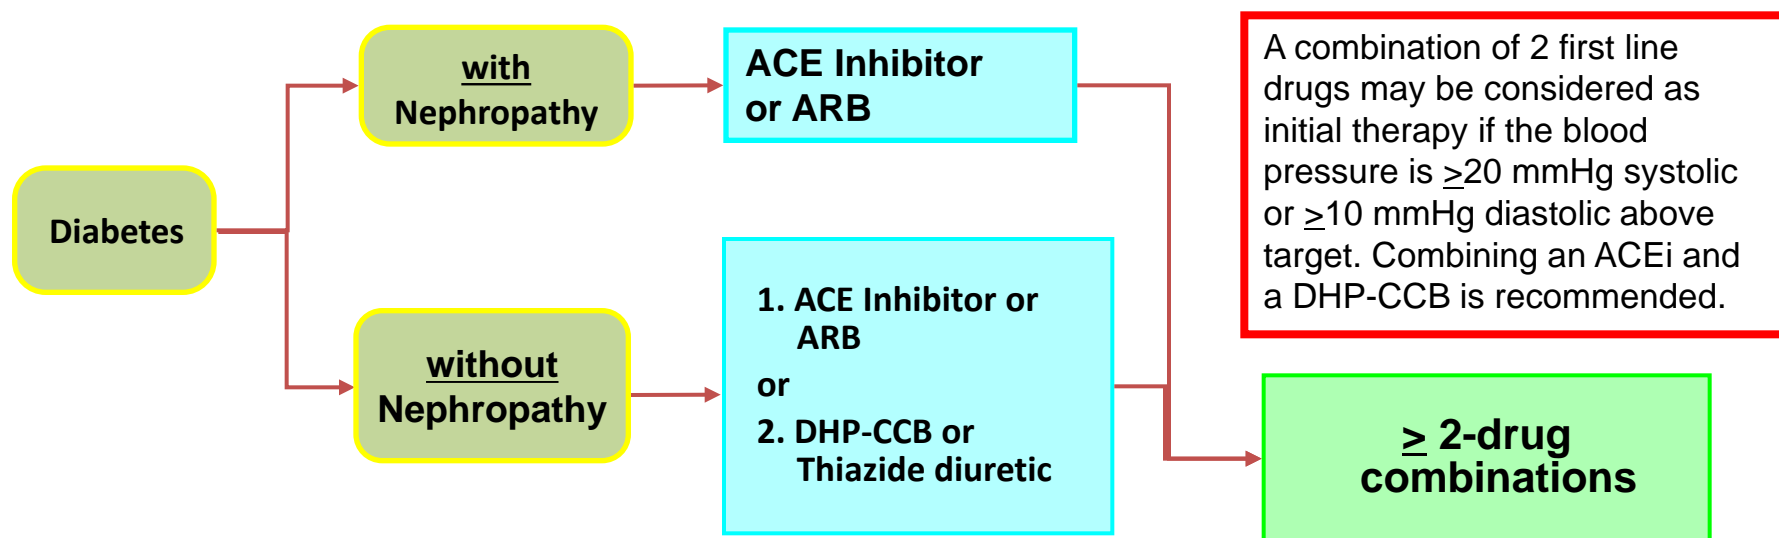 Diabetes
with
Nephropathy
ACE Inhibitor
or ARB
without
Nephropathy
1. ACE Inhibitor or
ARB
or
2. DHP-CCB or
Thiazide diuretic
A combination of 2 first line
drugs may be considered as
initial therapy if the blood
pressure is ≥20 mmHg systolic
or ≥10 mmHg diastolic above
target. Combining an ACEi and
a DHP-CCB is recommended.
≥ 2-drug
combinations